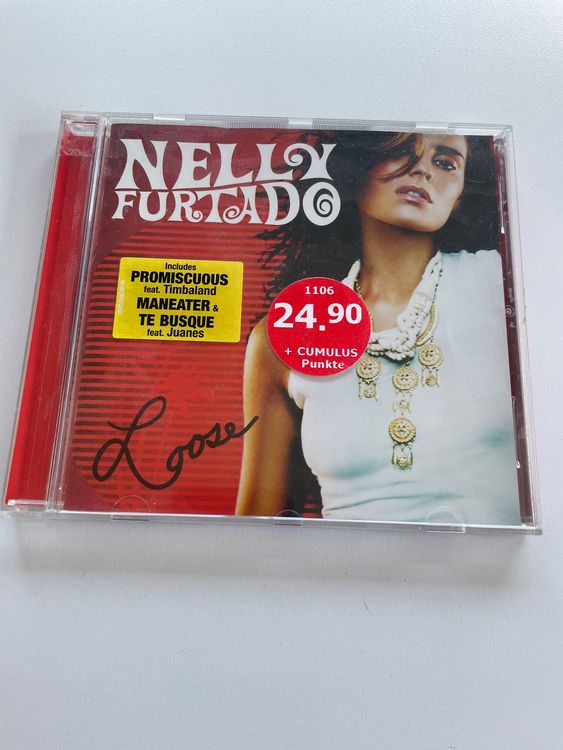 NELLY
FURTADO
Includes
PROMISCUOUS
feat. Timbaland
MANEATER &
TE BUSQUE
feat. Juanes
1106
24.90
+ CUMULUS
Punkte
Loose